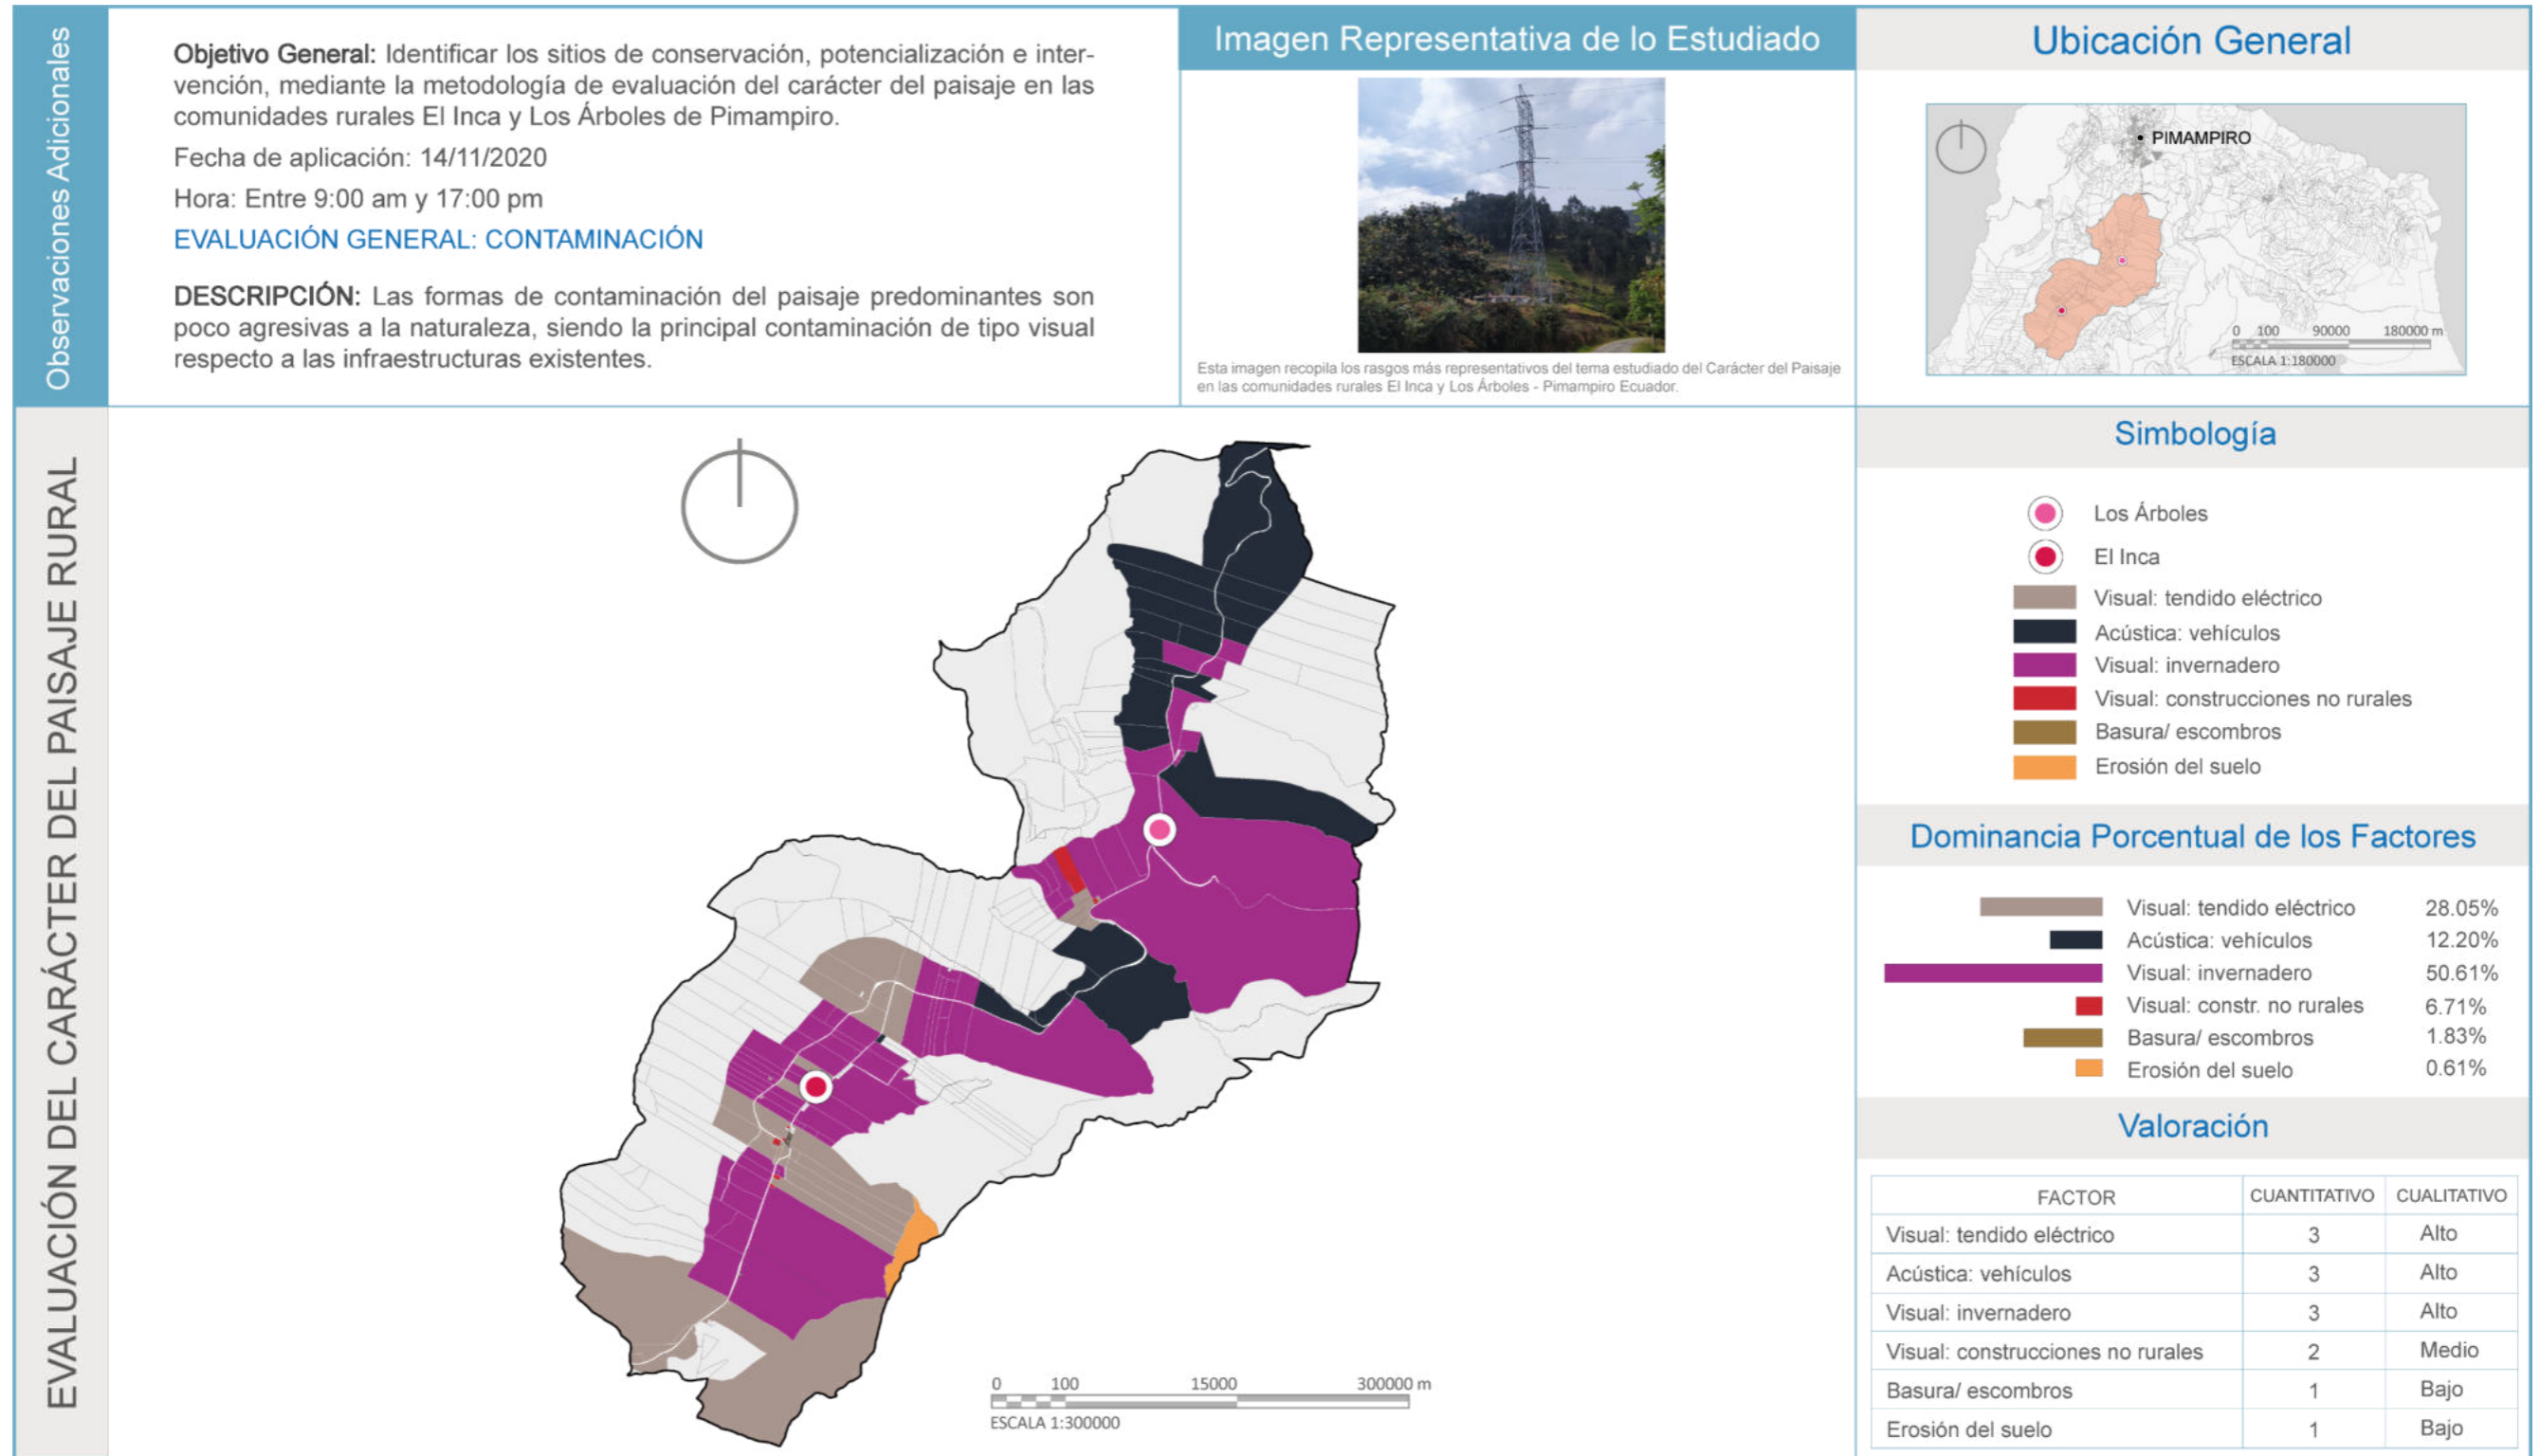 Observaciones Adicionales
Objetivo General: Identificar los sitios de conservación, potencialización e inter-
vención, mediante la metodología de evaluación del carácter del paisaje en las
comunidades rurales El Inca y Los Árboles de Pimampiro.
Fecha de aplicación: 14/11/2020
Hora: Entre 9:00 am y 17:00 pm
EVALUACIÓN GENERAL: CONTAMINACIÓN
DESCRIPCIÓN: Las formas de contaminación del paisaje predominantes son
poco agresivas a la naturaleza, siendo la principal contaminación de tipo visual
respecto a las infraestructuras existentes.
Imagen Representativa de lo Estudiado
Esta imagen recopila los rasgos más representativos del tema estudiado del Carácter del Paisaje
en las comunidades rurales El Inca y Los Árboles - Pimampiro Ecuador.
Ubicación General
PIMAMPIRO
0 100 90000 180000 m
ESCALA 1:180000
EVALUACIÓN DEL CARÁCTER DEL PAISAJE RURAL
0 100 15000 300000 m
ESCALA 1:300000
Simbología
Los Árboles
El Inca
Visual: tendido eléctrico
Acústica: vehículos
Visual: invernadero
Visual: construcciones no rurales
Basura/ escombros
Erosión del suelo
Dominancia Porcentual de los Factores
Visual: tendido eléctrico 28.05%
Acústica: vehículos 12.20%
Visual: invernadero 50.61%
Visual: constr. no rurales 6.71%
Basura/ escombros 1.83%
Erosión del suelo 0.61%
Valoración
FACTOR CUANTITATIVO CUALITATIVO
Visual: tendido eléctrico 3 Alto
Acústica: vehículos 3 Alto
Visual: invernadero 3 Alto
Visual: construcciones no rurales 2 Medio
Basura/ escombros 1 Bajo
Erosión del suelo 1 Bajo